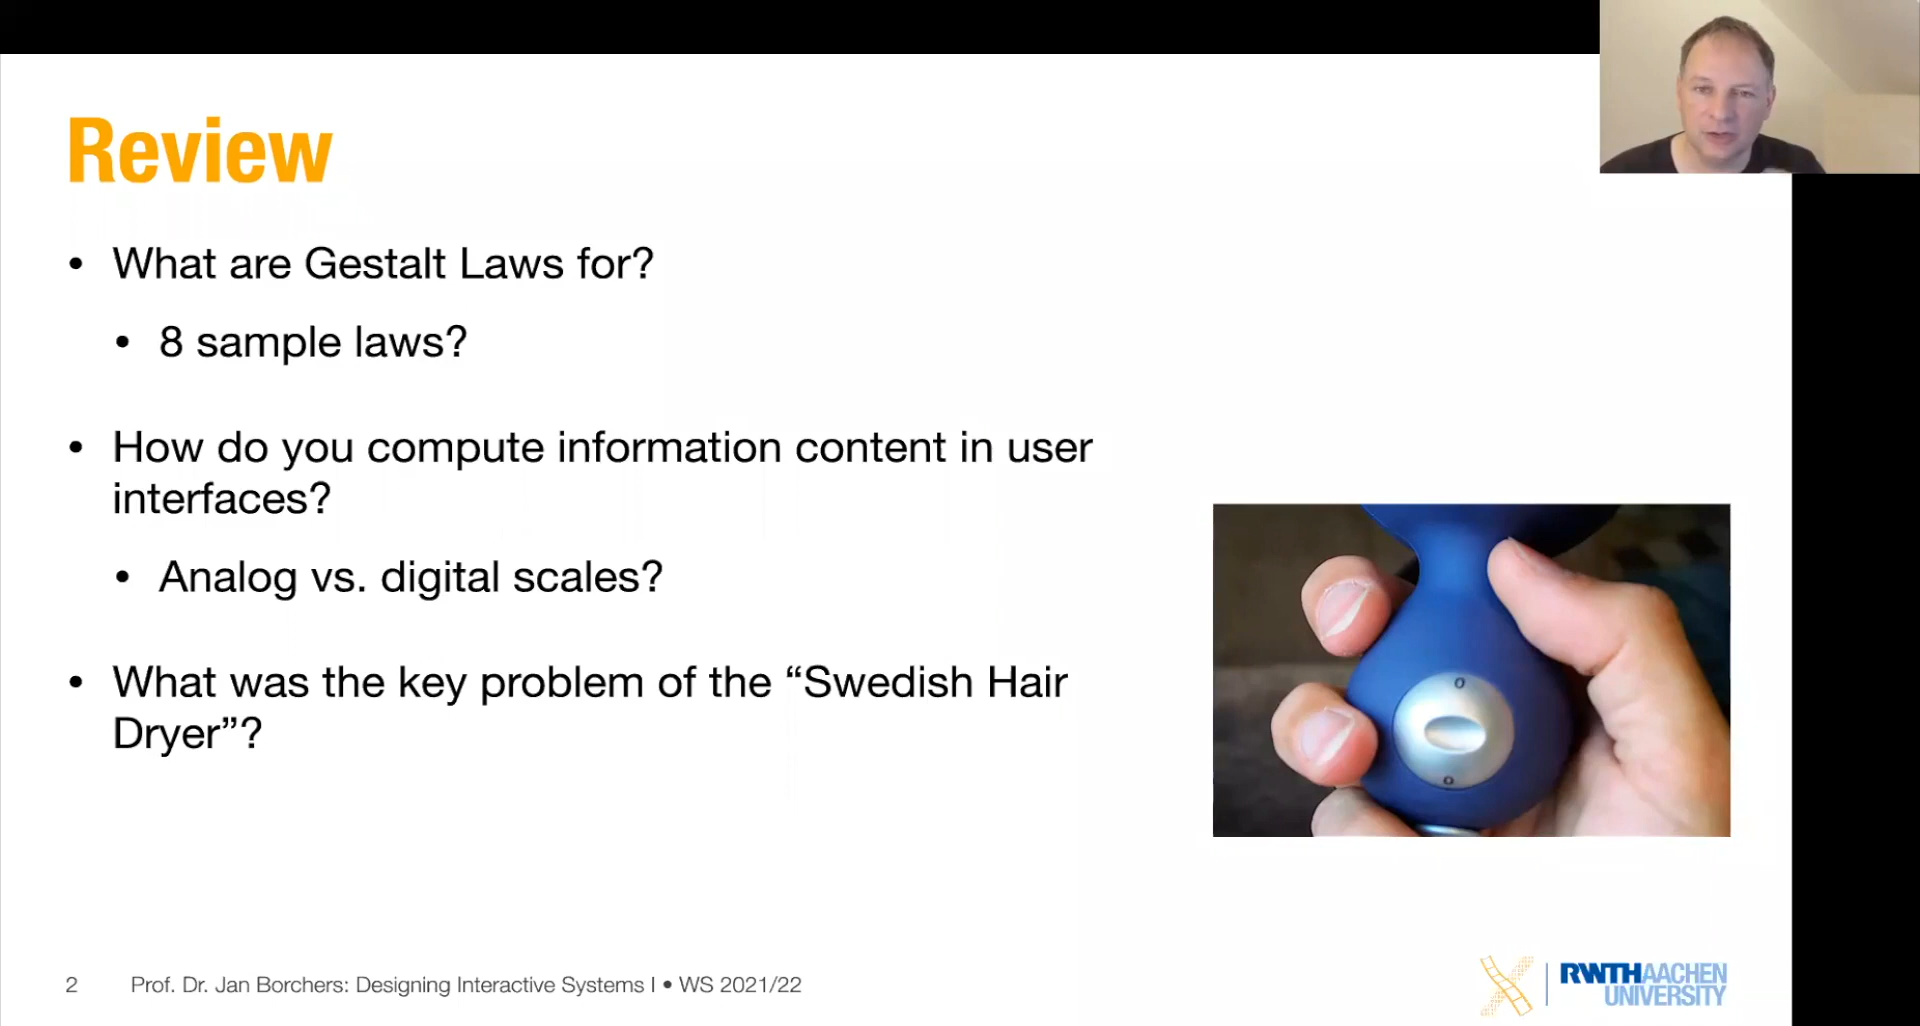 Review
• What are Gestalt Laws for?
• 8 sample laws?
• How do you compute information content in user
interfaces?
• Analog vs. digital scales?
• What was the key problem of the “Swedish Hair
Dryer”?
0
0
2 Prof. Dr. Jan Borchers: Designing Interactive Systems I • WS 2021/22
RWTHAACHEN
UNIVERSITY